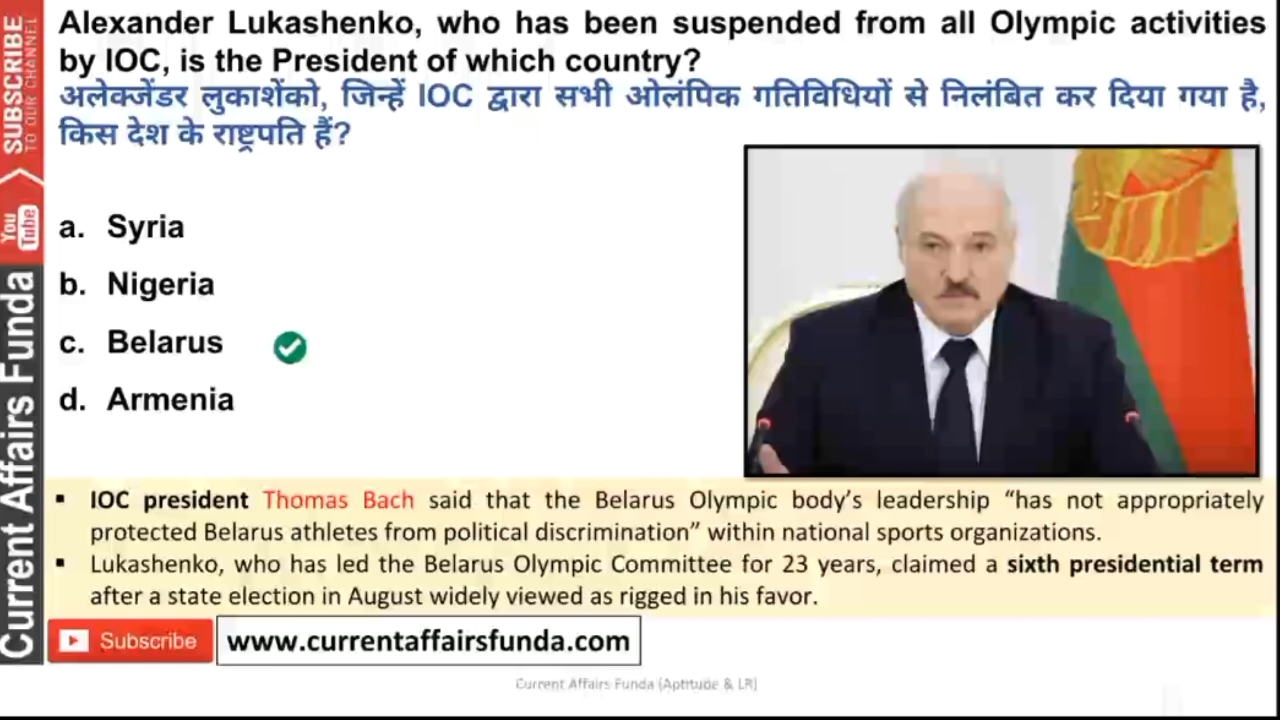 Alexander Lukashenko, who has been suspended from all Olympic activities
by IOC, is the President of which country?
अलेक्जेंडर लुकाशेंको, जिन्हें IOC द्वारा सभी ओलंपिक गतिविधियों से निलंबित कर दिया गया है,
किस देश के राष्ट्रपति हैं?
a. Syria
b. Nigeria
c. Belarus
d. Armenia
▪ IOC president Thomas Bach said that the Belarus Olympic body’s leadership “has not appropriately
protected Belarus athletes from political discrimination” within national sports organizations.
▪ Lukashenko, who has led the Belarus Olympic Committee for 23 years, claimed a sixth presidential term
after a state election in August widely viewed as rigged in his favor.
Subscribe
www.currentaffairsfunda.com
Current Affairs Funda (Aptitude & LR)
SUBSCRIBE
TO OUR CHANNEL
You
Tube
Current Affairs Funda